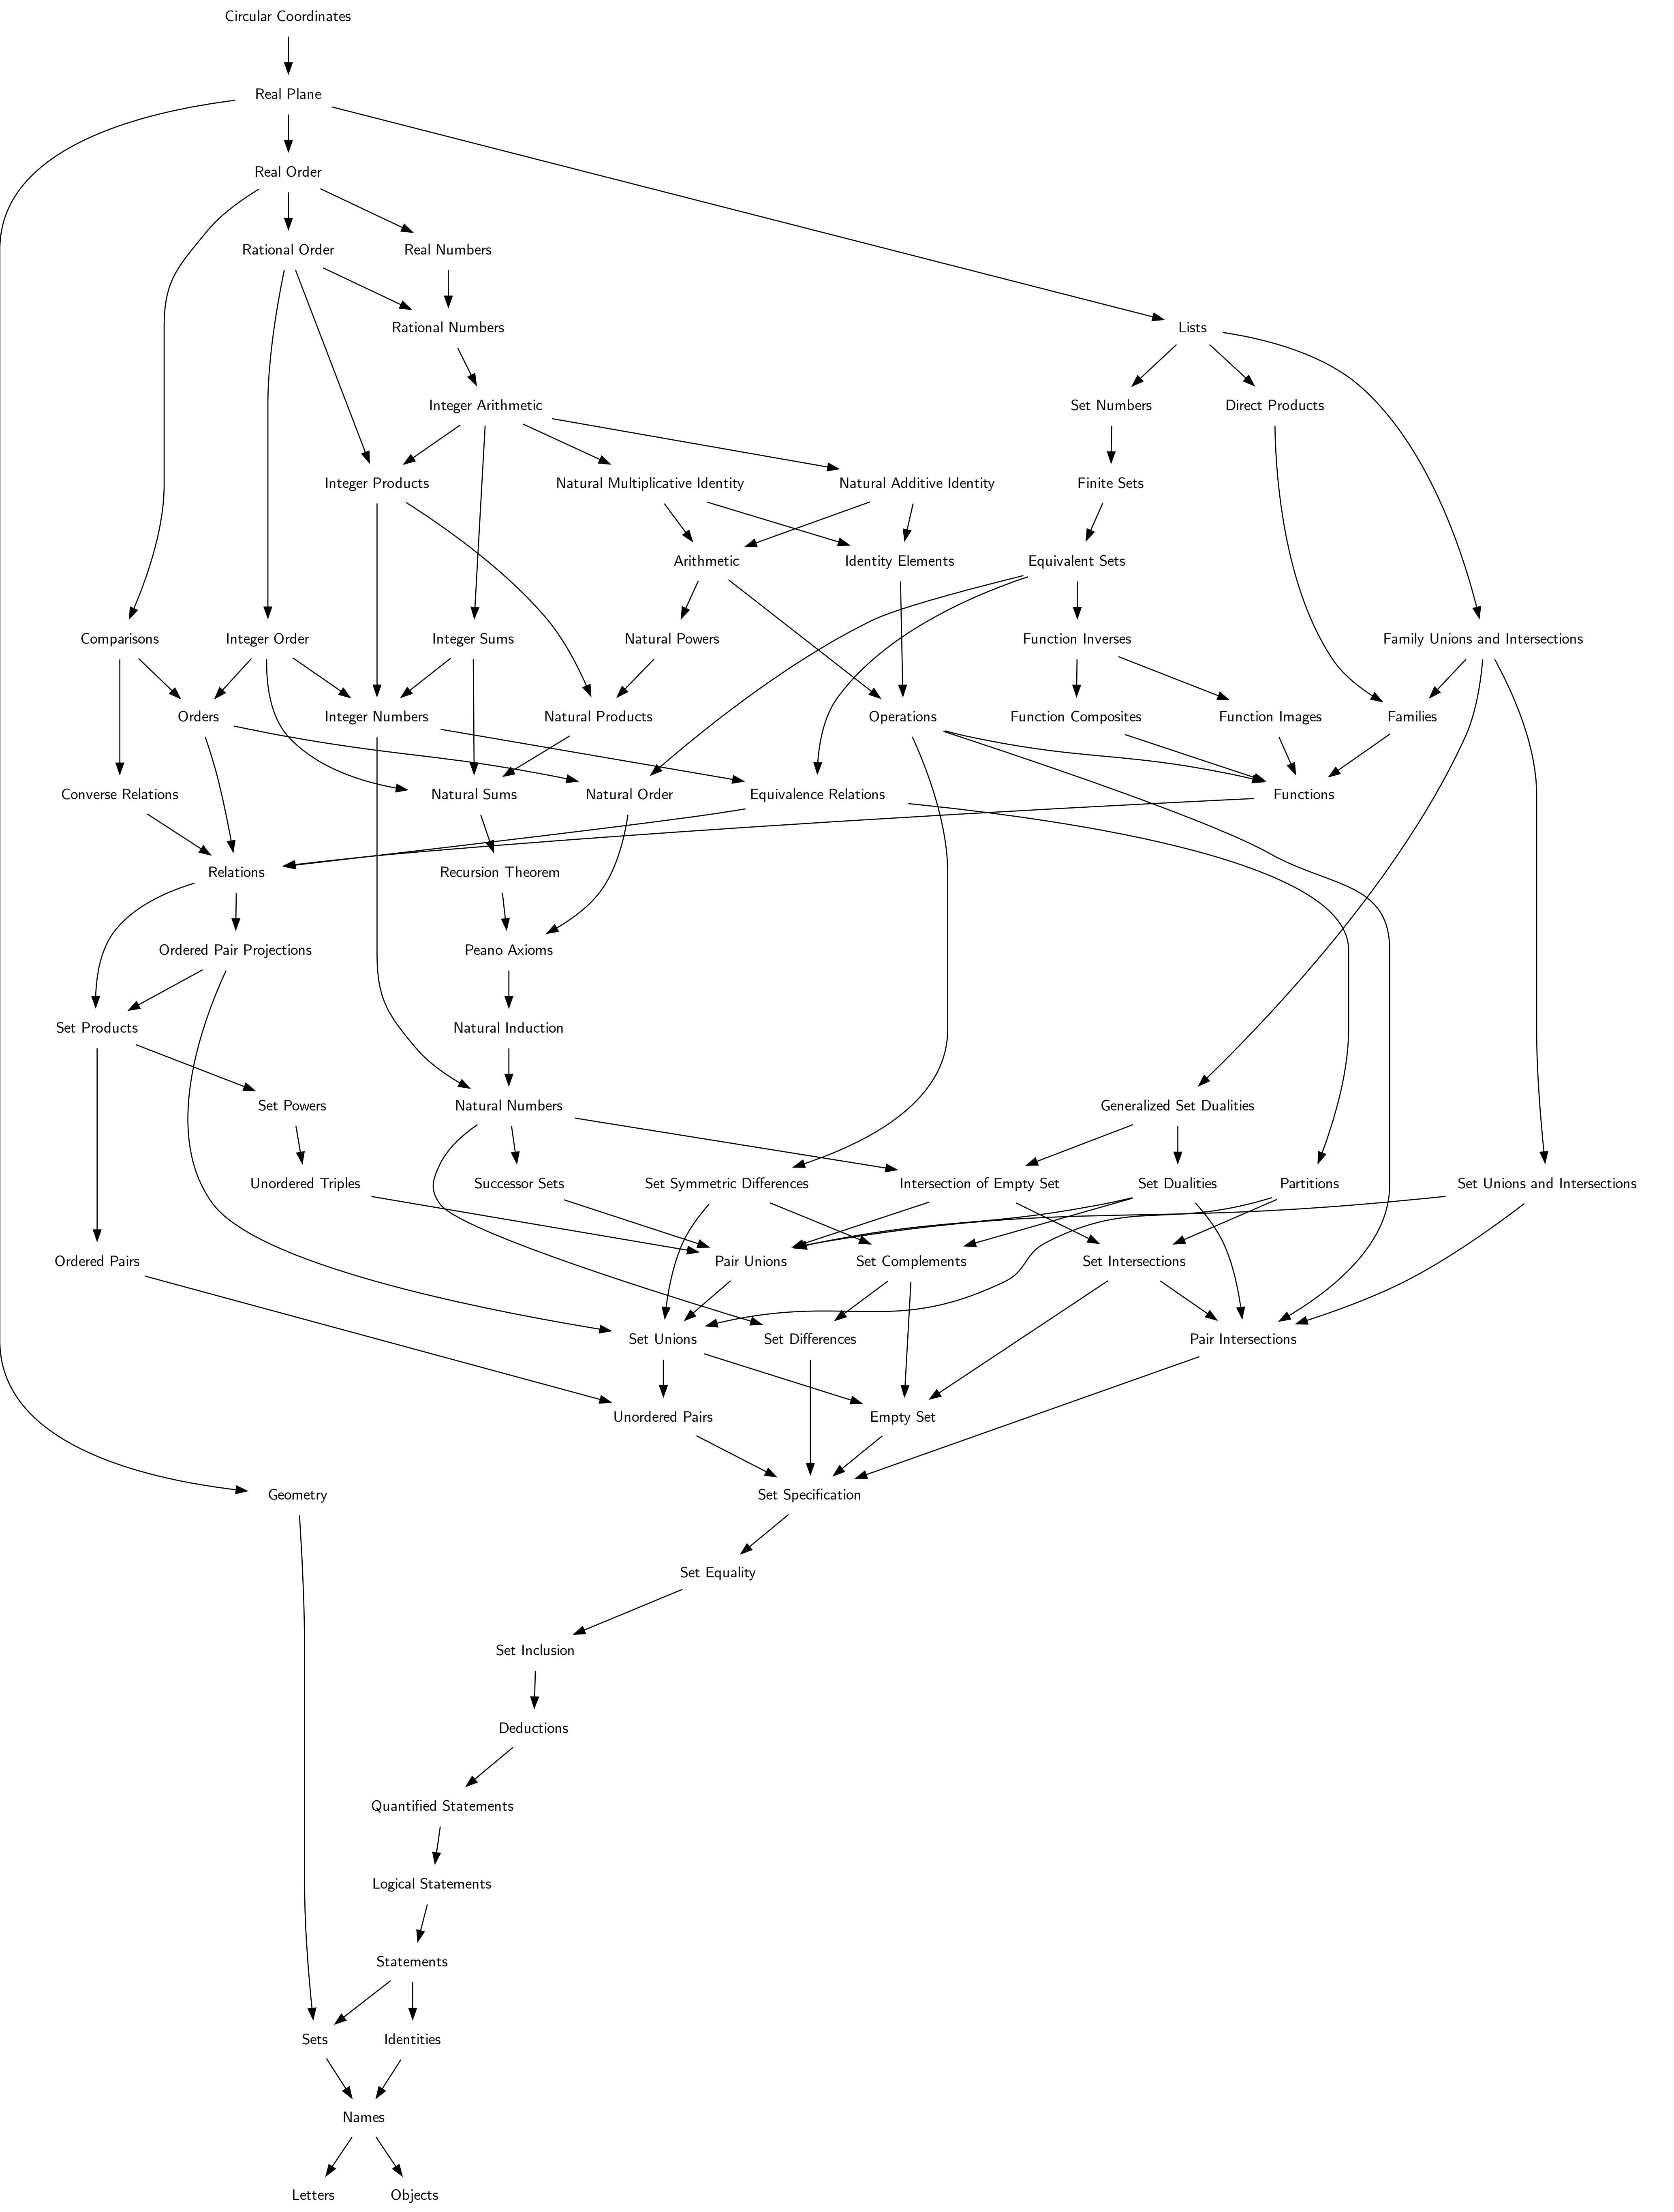 Circular Coordinates
Real Plane
Real Order
Rational Order
Real Numbers
Rational Numbers
Lists
Integer Arithmetic
Set Numbers
Direct Products
Integer Products
Natural Multiplicative Identity
Natural Additive Identity
Finite Sets
Arithmetic
Identity Elements
Equivalent Sets
Comparisons
Integer Order
Integer Sums
Natural Powers
Function Inverses
Family Unions and Intersections
Orders
Integer Numbers
Natural Products
Operations
Function Composites
Function Images
Families
Converse Relations
Natural Sums
Natural Order
Equivalence Relations
Functions
Relations
Recursion Theorem
Ordered Pair Projections
Peano Axioms
Set Products
Natural Induction
Set Powers
Natural Numbers
Generalized Set Dualities
Unordered Triples
Successor Sets
Set Symmetric Differences
Intersection of Empty Set
Set Dualities
Partitions
Set Unions and Intersections
Ordered Pairs
Pair Unions
Set Complements
Set Intersections
Set Unions
Set Differences
Pair Intersections
Unordered Pairs
Empty Set
Geometry
Set Specification
Set Equality
Set Inclusion
Deductions
Quantified Statements
Logical Statements
Statements
Sets
Identities
Names
Letters
Objects